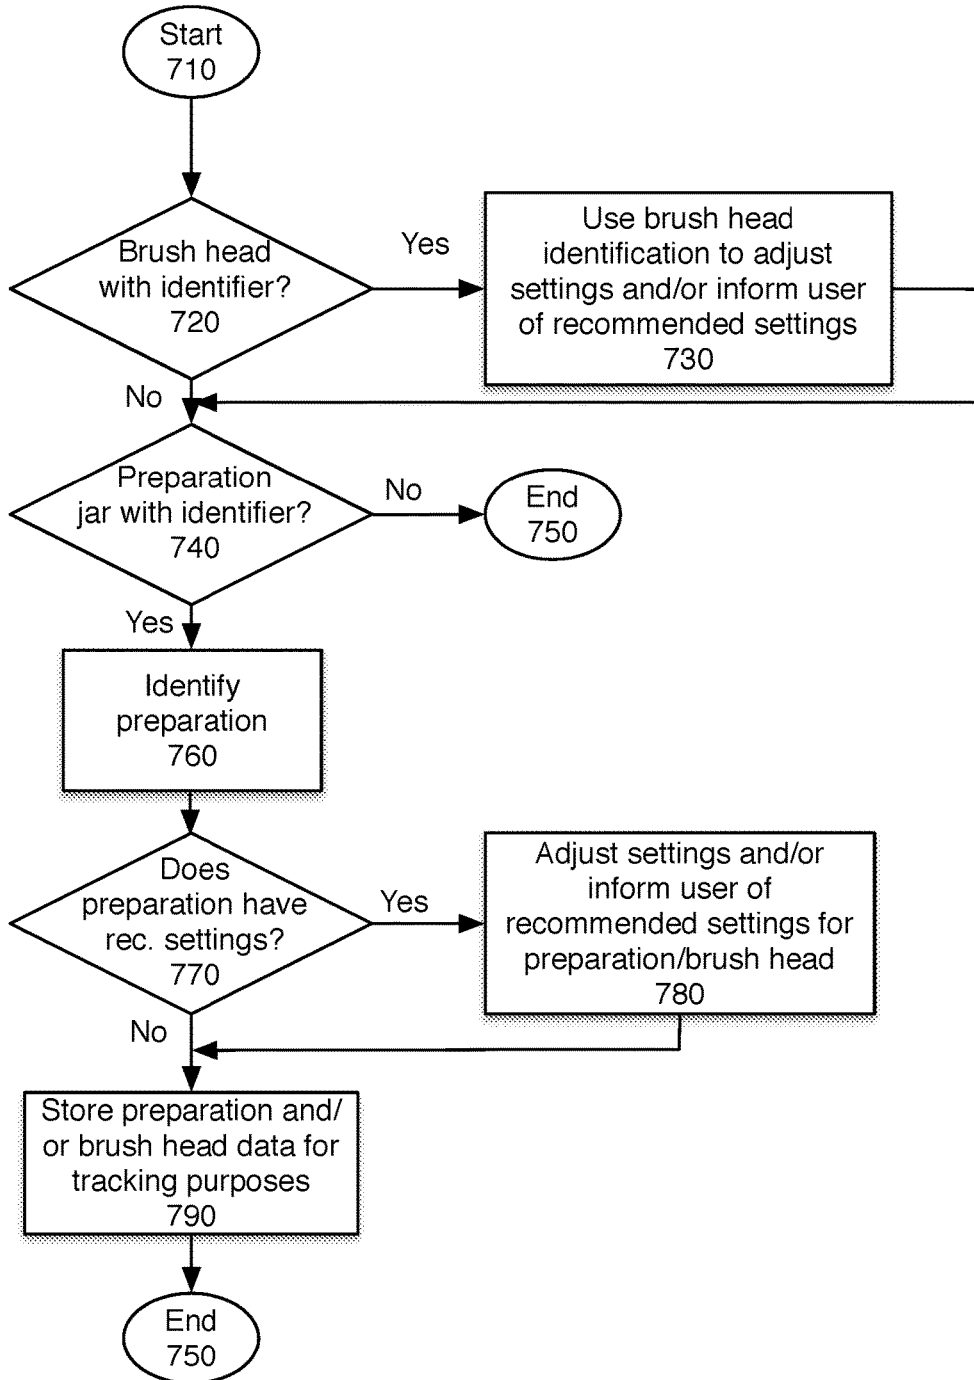 Start
710
Brush head
with identifier?
720
Yes
Use brush head
identification to adjust
settings and/or inform user
of recommended settings
730
No
Preparation
jar with identifier?
740
No
End
750
Yes
Identify
preparation
760
Does
preparation have
rec. settings?
770
Yes
Adjust settings and/or
inform user of
recommended settings for
preparation/brush head
780
No
Store preparation and/
or brush head data for
tracking purposes
790
End
750